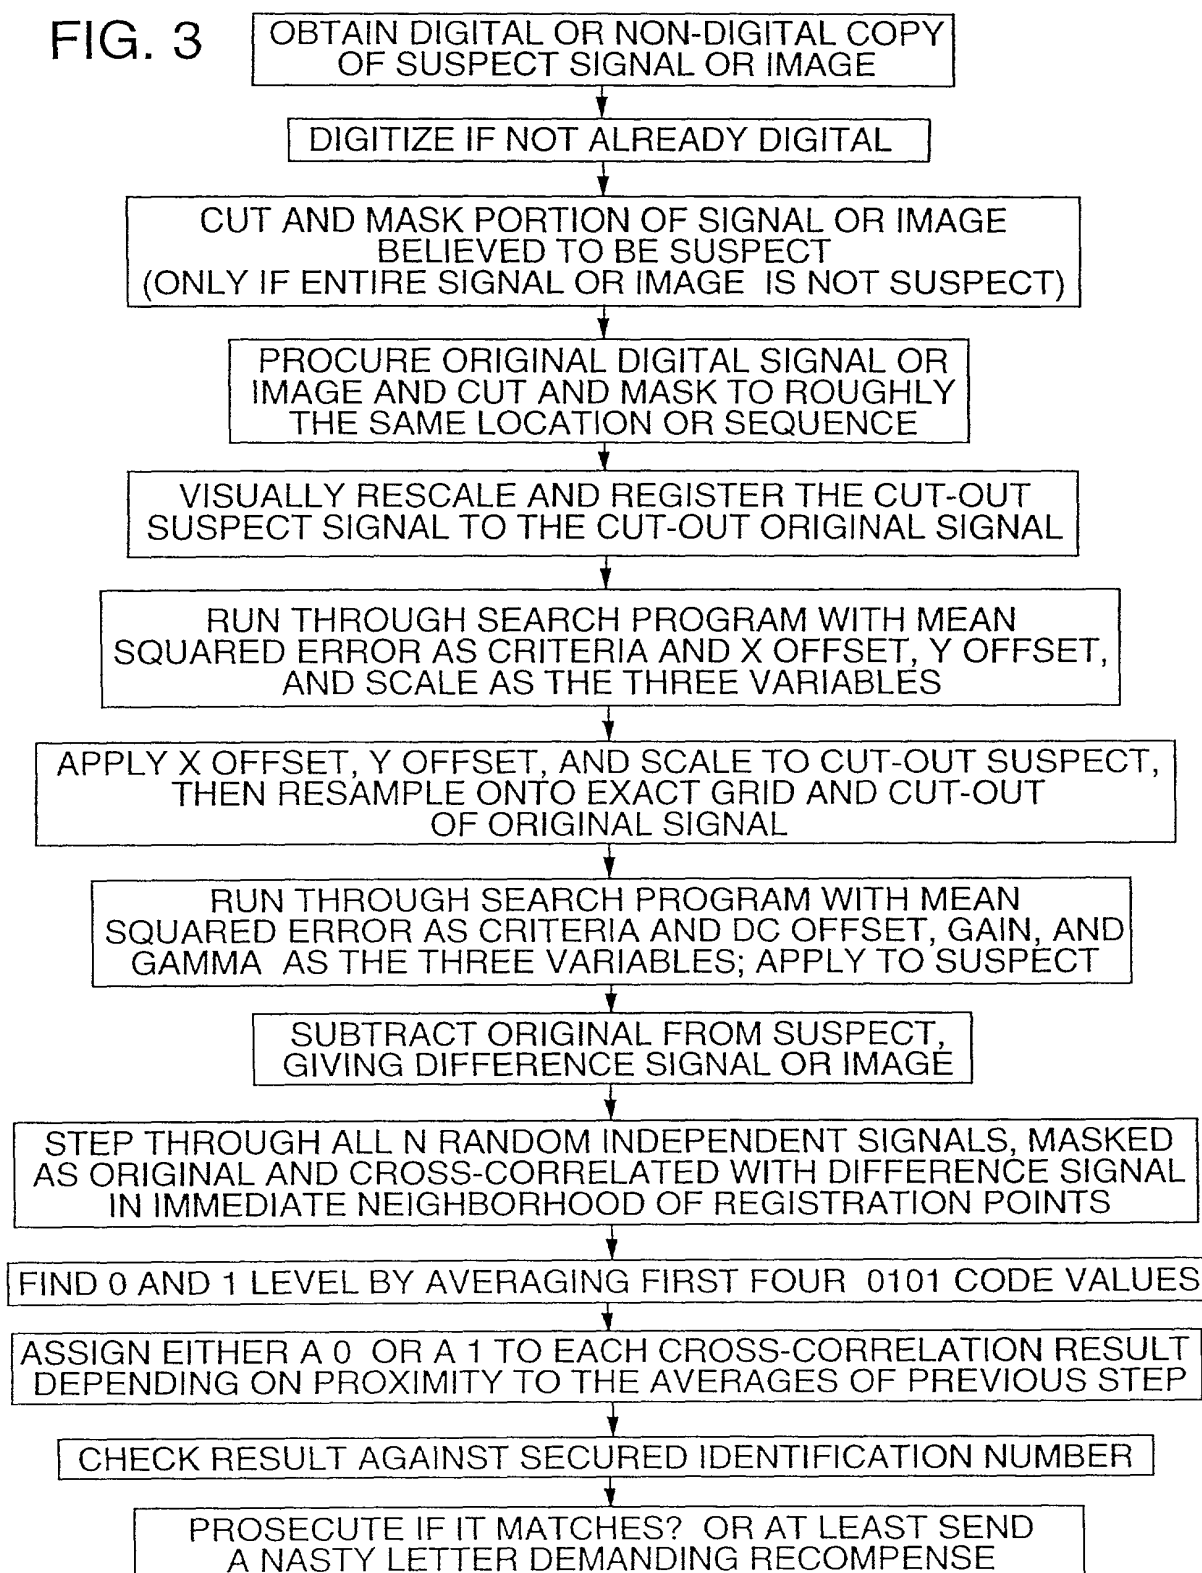 FIG. 3
OBTAIN DIGITAL OR NON-DIGITAL COPY
OF SUSPECT SIGNAL OR IMAGE
DIGITIZE IF NOT ALREADY DIGITAL
CUT AND MASK PORTION OF SIGNAL OR IMAGE
BELIEVED TO BE SUSPECT
(ONLY IF ENTIRE SIGNAL OR IMAGE IS NOT SUSPECT)
PROCURE ORIGINAL DIGITAL SIGNAL OR
IMAGE AND CUT AND MASK TO ROUGHLY
THE SAME LOCATION OR SEQUENCE
VISUALLY RESCALE AND REGISTER THE CUT-OUT
SUSPECT SIGNAL TO THE CUT-OUT ORIGINAL SIGNAL
RUN THROUGH SEARCH PROGRAM WITH MEAN
SQUARED ERROR AS CRITERIA AND X OFFSET, Y OFFSET,
AND SCALE AS THE THREE VARIABLES
APPLY X OFFSET, Y OFFSET, AND SCALE TO CUT-OUT SUSPECT,
THEN RESAMPLE ONTO EXACT GRID AND CUT-OUT
OF ORIGINAL SIGNAL
RUN THROUGH SEARCH PROGRAM WITH MEAN
SQUARED ERROR AS CRITERIA AND DC OFFSET, GAIN, AND
GAMMA AS THE THREE VARIABLES; APPLY TO SUSPECT
SUBTRACT ORIGINAL FROM SUSPECT,
GIVING DIFFERENCE SIGNAL OR IMAGE
STEP THROUGH ALL N RANDOM INDEPENDENT SIGNALS, MASKED
AS ORIGINAL AND CROSS-CORRELATED WITH DIFFERENCE SIGNAL
IN IMMEDIATE NEIGHBORHOOD OF REGISTRATION POINTS
FIND 0 AND 1 LEVEL BY AVERAGING FIRST FOUR 0101 CODE VALUES
ASSIGN EITHER A 0 OR A 1 TO EACH CROSS-CORRELATION RESULT
DEPENDING ON PROXIMITY TO THE AVERAGES OF PREVIOUS STEP
CHECK RESULT AGAINST SECURED IDENTIFICATION NUMBER
PROSECUTE IF IT MATCHES? OR AT LEAST SEND
A NASTY LETTER DEMANDING RECOMPENSE